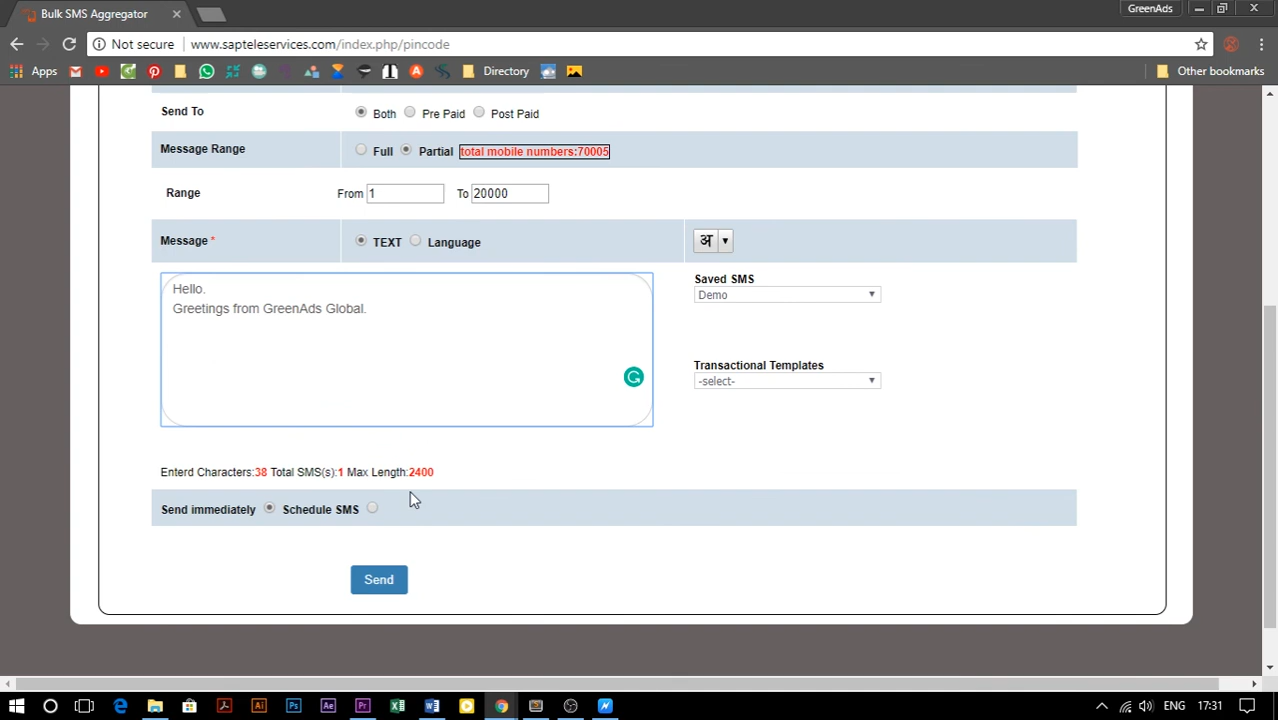 Bulk SMS Aggregator
GreenAds
Not secure www.sapteleservices.com/index.php/pincode
Apps Directory Other bookmarks
Send To Both Pre Paid Post Paid
Message Range Full Partial total mobile numbers:70005
Range From 1 To 20000
Message * TEXT Language अ
Hello.
Greetings from GreenAds Global.
Saved SMS
Demo
Transactional Templates
-select-
Enterd Characters:38 Total SMS(s):1 Max Length:2400
Send immediately Schedule SMS
Send
ENG 17:31